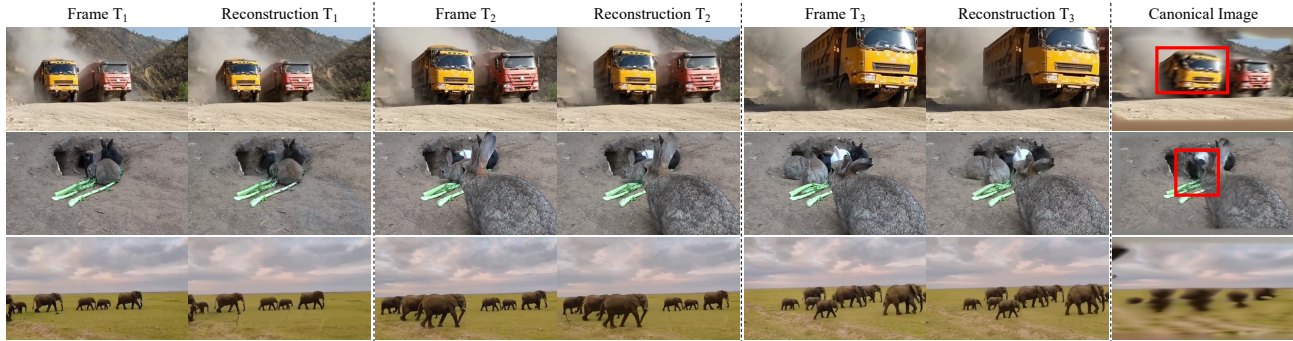 Frame T₁ Reconstruction T₁ Frame T₂ Reconstruction T₂ Frame T₃ Reconstruction T₃ Canonical Image